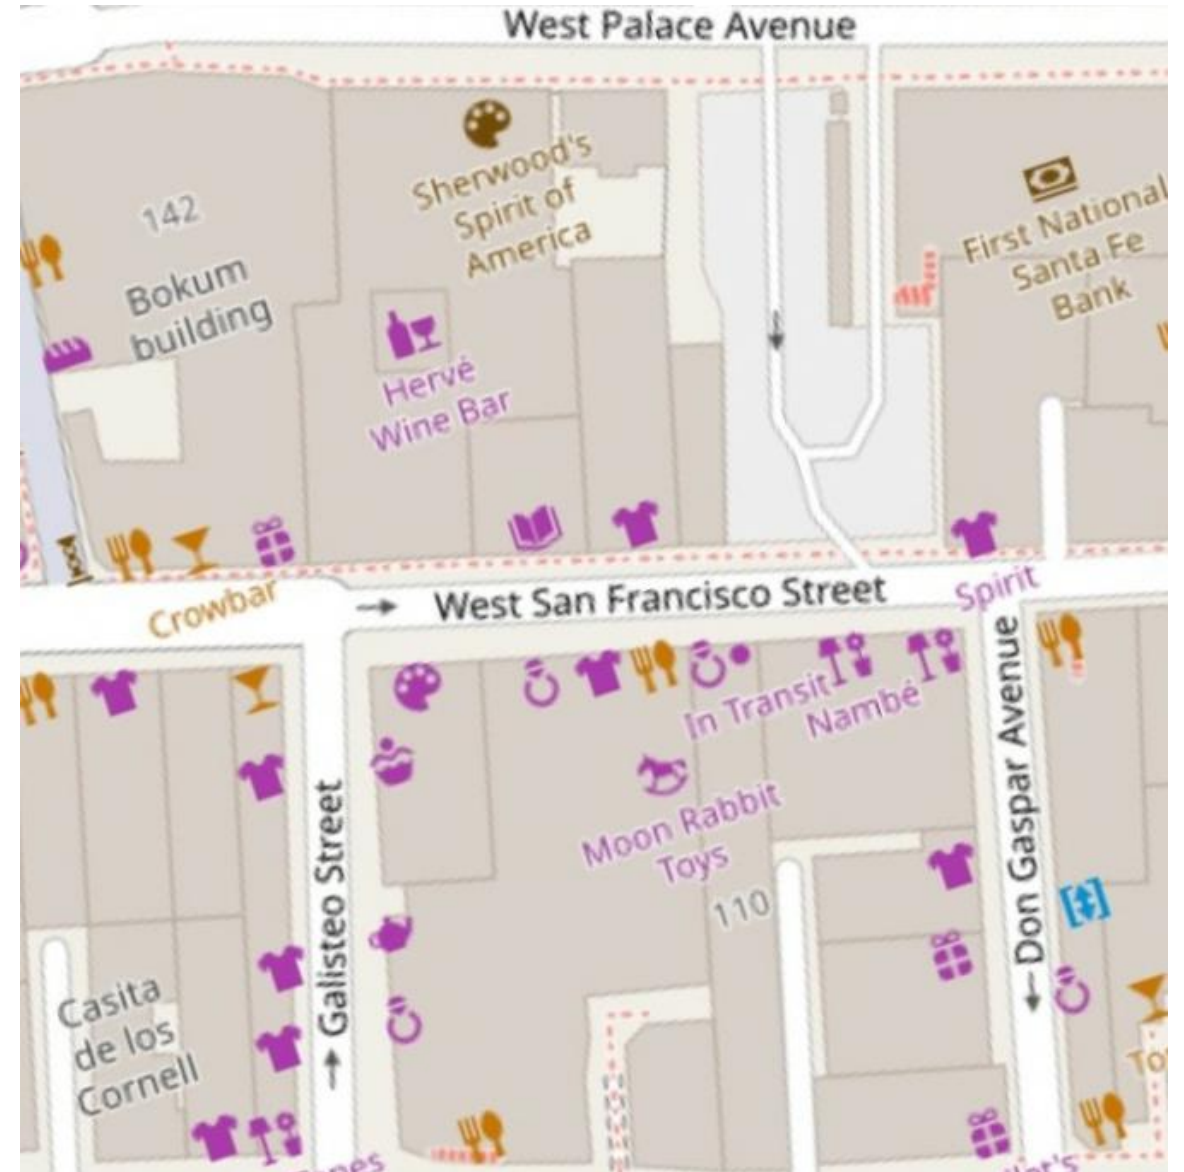 West Palace Avenue
Sherwood's
Spirit of
America
142
Bokum
building
First National
Santa Fe
Bank
Hervé
Wine Bar
Crowbar
West San Francisco Street
Spirit
In Transit
Nambé
Moon Rabbit
Toys
110
Galisteo Street
Don Gaspar Avenue
Casita
de los
Cornell